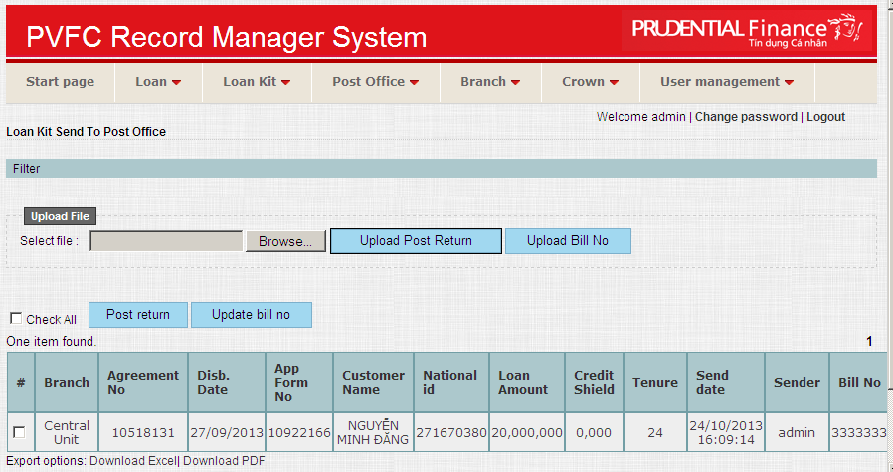 PVFC Record Manager System
PRUDENTIAL Finance
Tín dụng Cá nhân
Start page Loan Loan Kit Post Office Branch Crown User management
Welcome admin | Change password | Logout
Loan Kit Send To Post Office
Filter
Upload File
Select file : Browse... Upload Post Return Upload Bill No
Check All Post return Update bill no
One item found. 1
# Branch Agreement No Disb. Date App Form No Customer Name National id Loan Amount Credit Shield Tenure Send date Sender Bill No
Central Unit 10518131 27/09/2013 10922166 NGUYỄN MINH ĐĂNG 271670380 20,000,000 0,000 24 24/10/2013 16:09:14 admin 3333333
Export options: Download Excel| Download PDF